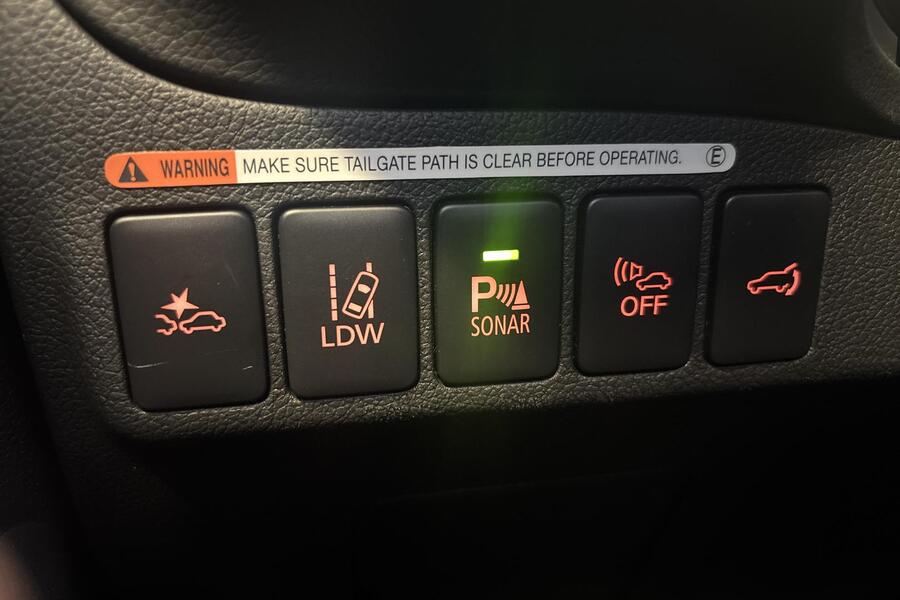 WARNING MAKE SURE TAILGATE PATH IS CLEAR BEFORE OPERATING. E
LDW
P
SONAR
OFF